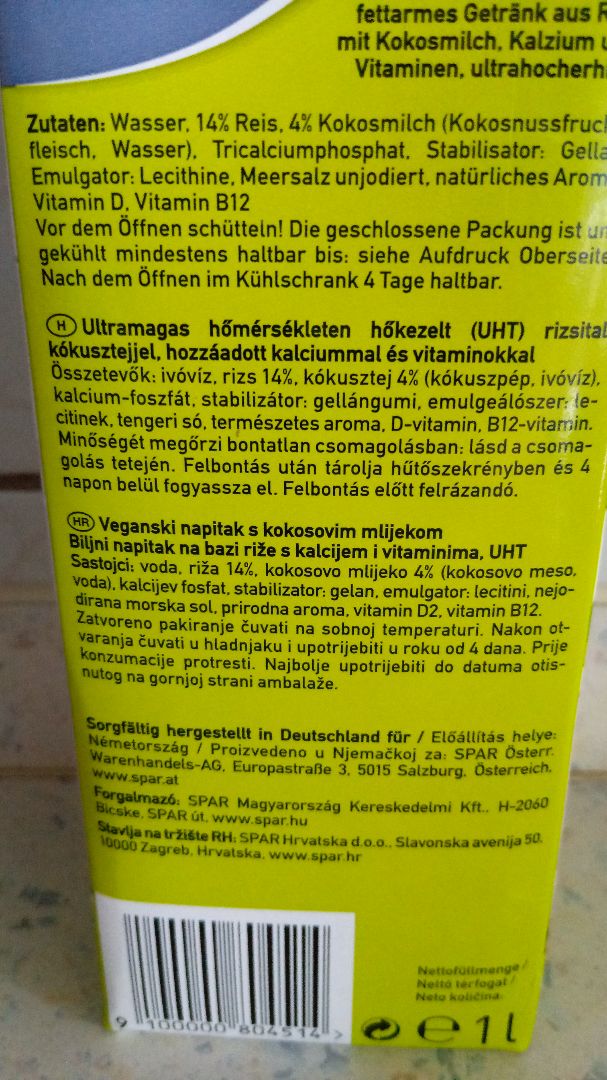 fettarmes Getränk aus
mit Kokosmilch, Kalzium
Vitaminen, ultrahocherh
Zutaten: Wasser, 14% Reis, 4% Kokosmilch (Kokosnussfruc
fleisch, Wasser), Tricalciumphosphat, Stabilisator: Gella
Emulgator: Lecithine, Meersalz unjodiert, natürliches Arom
Vitamin D, Vitamin B12
Vor dem Öffnen schütteln! Die geschlossene Packung ist un
gekühlt mindestens haltbar bis: siehe Aufdruck Oberseite
Nach dem Öffnen im Kühlschrank 4 Tage haltbar.
H Ultramagas hőmérsékleten hőkezelt (UHT) rizsital
kókusztejjel, hozzáadott kalciummal és vitaminokkal
Összetevők: ivóvíz, rizs 14%, kókusztej 4% (kókuszpép, ivóvíz),
kalcium-foszfát, stabilizátor: gellángumi, emulgeálószer: le-
citinek, tengeri só, természetes aroma, D-vitamin, B12-vitamin.
Minőségét megőrzi bontatlan csomagolásban: lásd a csoma-
golás tetején. Felbontás után tárolja hűtőszekrényben és 4
napon belül fogyassza el. Felbontás előtt felrázandó.
HR Veganski napitak s kokosovim mlijekom
Biljni napitak na bazi riže s kalcijem i vitaminima, UHT
Sastojci: voda, riža 14%, kokosovo mlijeko 4% (kokosovo meso,
voda), kalcijev fosfat, stabilizator: gelan, emulgator: lecitini, nejo-
dirana morska sol, prirodna aroma, vitamin D2, vitamin B12.
Zatvoreno pakiranje čuvati na sobnoj temperaturi. Nakon ot-
varanja čuvati u hladnjaku i upotrijebiti u roku od 4 dana. Prije
konzumacije protresti. Najbolje upotrijebiti do datuma otis-
nutog na gornjoj strani ambalaže.
Sorgfältig hergestellt in Deutschland für / Előállítás helye:
Németország / Proizvedeno u Njemačkoj za: SPAR Österr.
Warenhandels-AG, Europastraße 3, 5015 Salzburg, Österreich,
www.spar.at
Forgalmazó: SPAR Magyarország Kereskedelmi Kft., H-2060
Bicske, SPAR út, www.spar.hu
Stavlja na tržište RH: SPAR Hrvatska d.o.o., Slavonska avenija 50,
10000 Zagreb, Hrvatska, www.spar.hr
Nettofüllmenge /
Nettó térfogat /
Neto količina:
9 100000 804514 >
e 1l